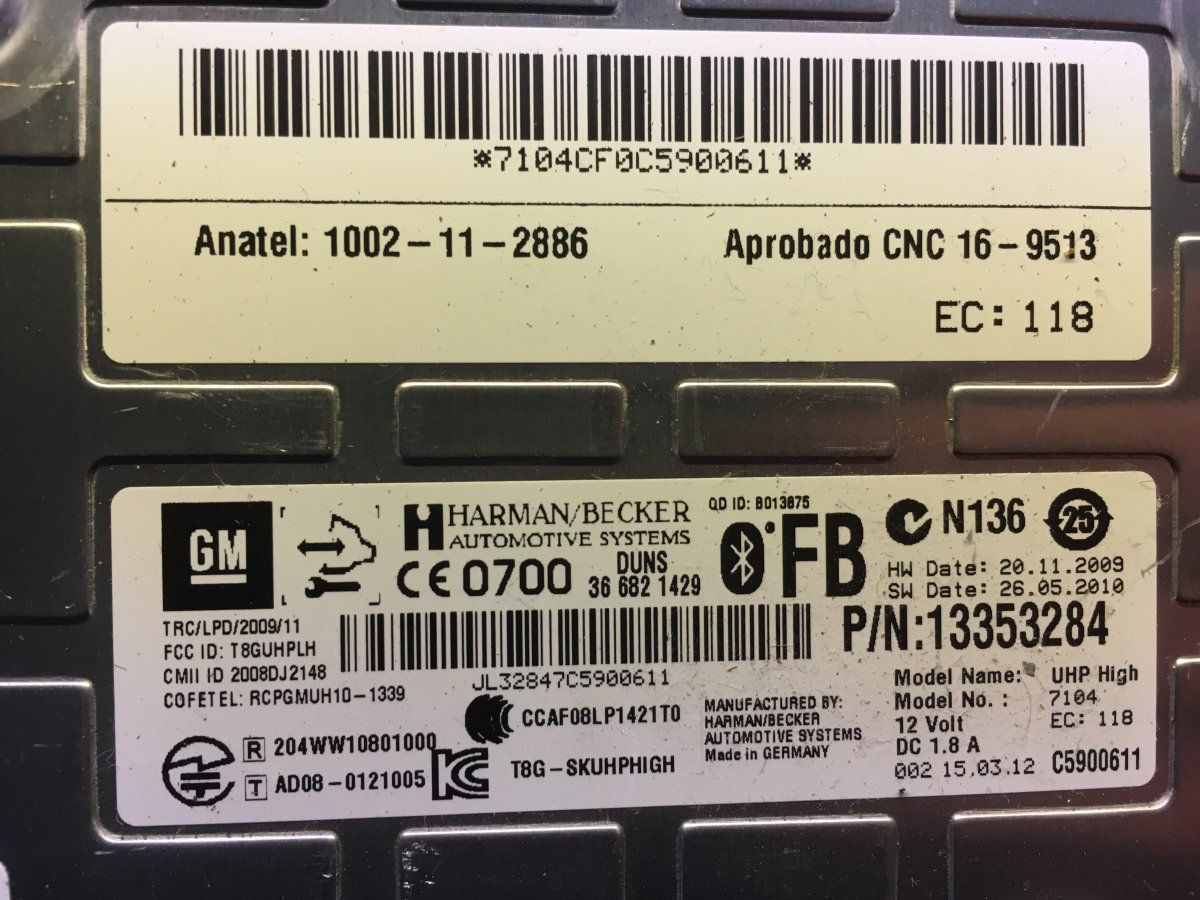 *7104CF0C5900611*
Anatel: 1002-11-2886
Aprobado CNC 16-9513
EC: 118
GM
HARMAN/BECKER
AUTOMOTIVE SYSTEMS
CE 0700
DUNS
36 682 1429
QD ID: B013875
FB
N136
25
HW Date: 20.11.2009
SW Date: 26.05.2010
P/N:13353284
TRC/LPD/2009/11
FCC ID: T8GUHPLH
CMII ID 2008DJ2148
COFETEL: RCPGMUH10-1339
JL32847C5900611
CCAF08LP1421T0
R 204WW10801000
T AD08-0121005
KC
T8G-SKUHPHIGH
MANUFACTURED BY:
HARMAN/BECKER
AUTOMOTIVE SYSTEMS
Made in GERMANY
Model Name: UHP High
Model No. : 7104
12 Volt EC: 118
DC 1.8 A
002 15.03.12 C5900611